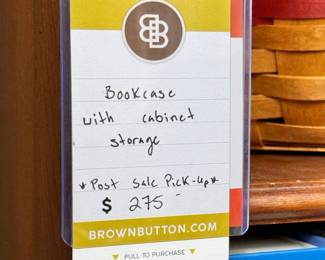 Bookcase
with cabinet
storage
*Post Sale Pick-up*
$ 275
BROWNBUTTON.COM
▼ PULL TO PURCHASE ▼